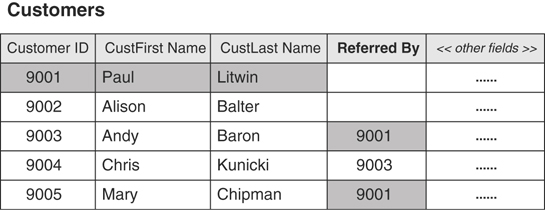 Customers
Customer ID CustFirst Name CustLast Name Referred By << other fields >>
9001 Paul Litwin ......
9002 Alison Balter ......
9003 Andy Baron 9001 ......
9004 Chris Kunicki 9003 ......
9005 Mary Chipman 9001 ......